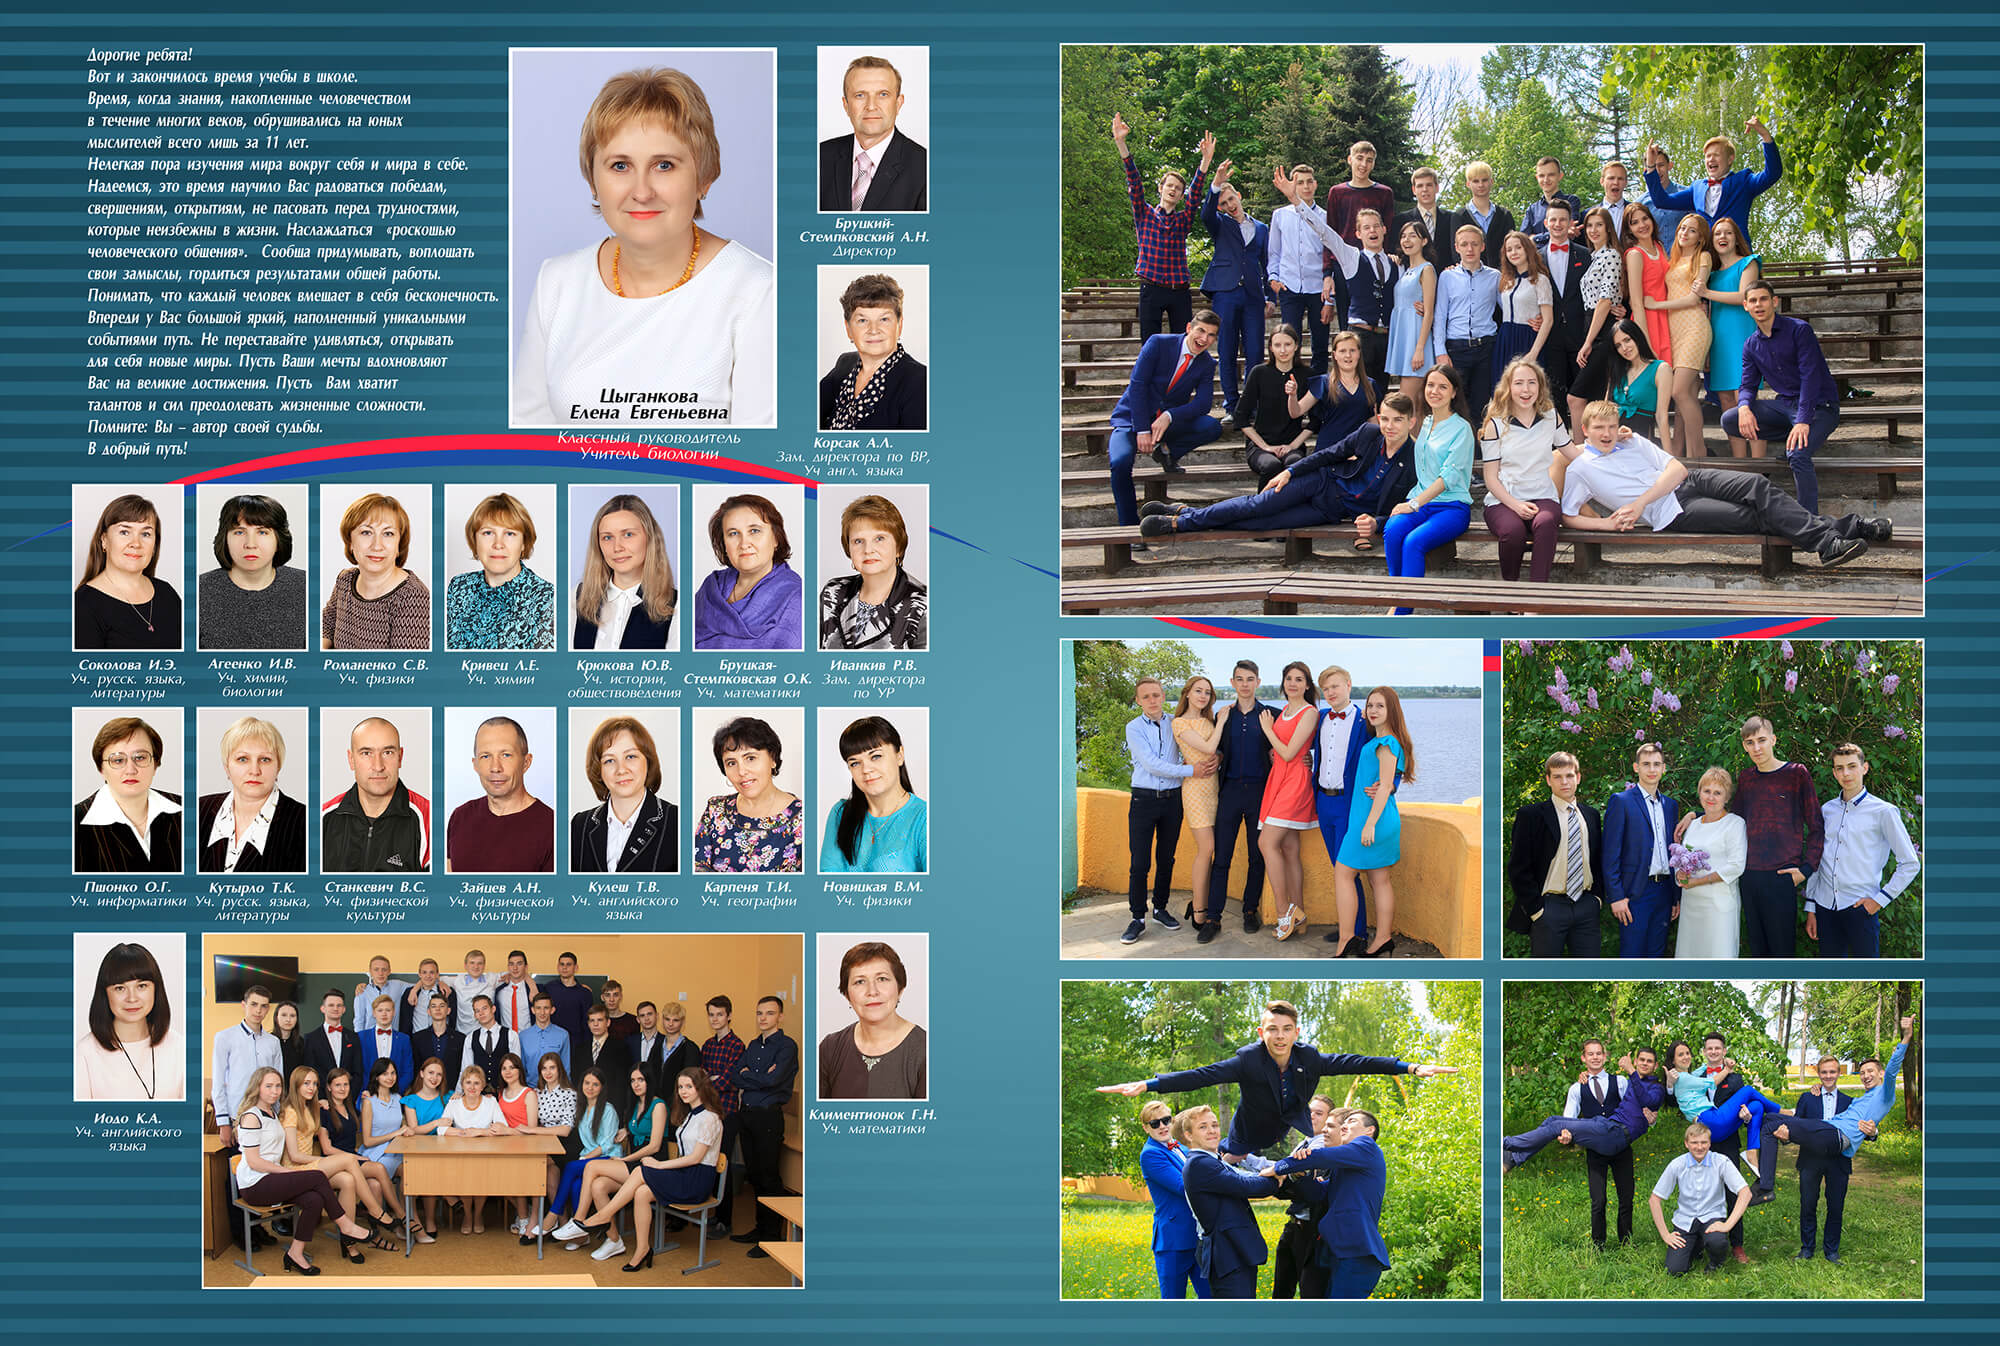 Дорогие ребята!
Вот и закончилось время учебы в школе.
Время, когда знания, накопленные человечеством
в течение многих веков, обрушивались на юных
мыслителей всего лишь за 11 лет.
Нелегкая пора изучения мира вокруг себя и мира в себе.
Надеемся, это время научило Вас радоваться победам,
свершениям, открытиям, не пасовать перед трудностями,
которые неизбежны в жизни. Наслаждаться «роскошью
человеческого общения». Сообща придумывать, воплощать
свои замыслы, гордиться результатами общей работы.
Понимать, что каждый человек вмещает в себя бесконечность.
Впереди у Вас большой яркий, наполненный уникальными
событиями путь. Не переставайте удивляться, открывать
для себя новые миры. Пусть Ваши мечты вдохновляют
Вас на великие достижения. Пусть Вам хватит
талантов и сил преодолевать жизненные сложности.
Помните: Вы – автор своей судьбы.
В добрый путь!
Цыганкова
Елена Евгеньевна
Классный руководитель
Учитель биологии
Бруцкий-
Стемпковский А.Н.
Директор
Корсак А.Л.
Зам. директора по ВР,
Уч англ. языка
Соколова И.Э.
Уч. русск. языка,
литературы
Агеенко И.В.
Уч. химии,
биологии
Романенко С.В.
Уч. физики
Кривец Л.Е.
Уч. химии
Крюкова Ю.В.
Уч. истории,
обществоведения
Бруцкая-
Стемпковская О.К.
Уч. математики
Иванкив Р.В.
Зам. директора
по УР
Пшонко О.Г.
Уч. информатики
Кутырло Т.К.
Уч. русск. языка,
литературы
Станкевич В.С.
Уч. физической
культуры
Зайцев А.Н.
Уч. физической
культуры
Кулеш Т.В.
Уч. английского
языка
Карпеня Т.И.
Уч. географии
Новицкая В.М.
Уч. физики
adidas
Иодо К.А.
Уч. английского
языка
Климентионок Г.Н.
Уч. математики